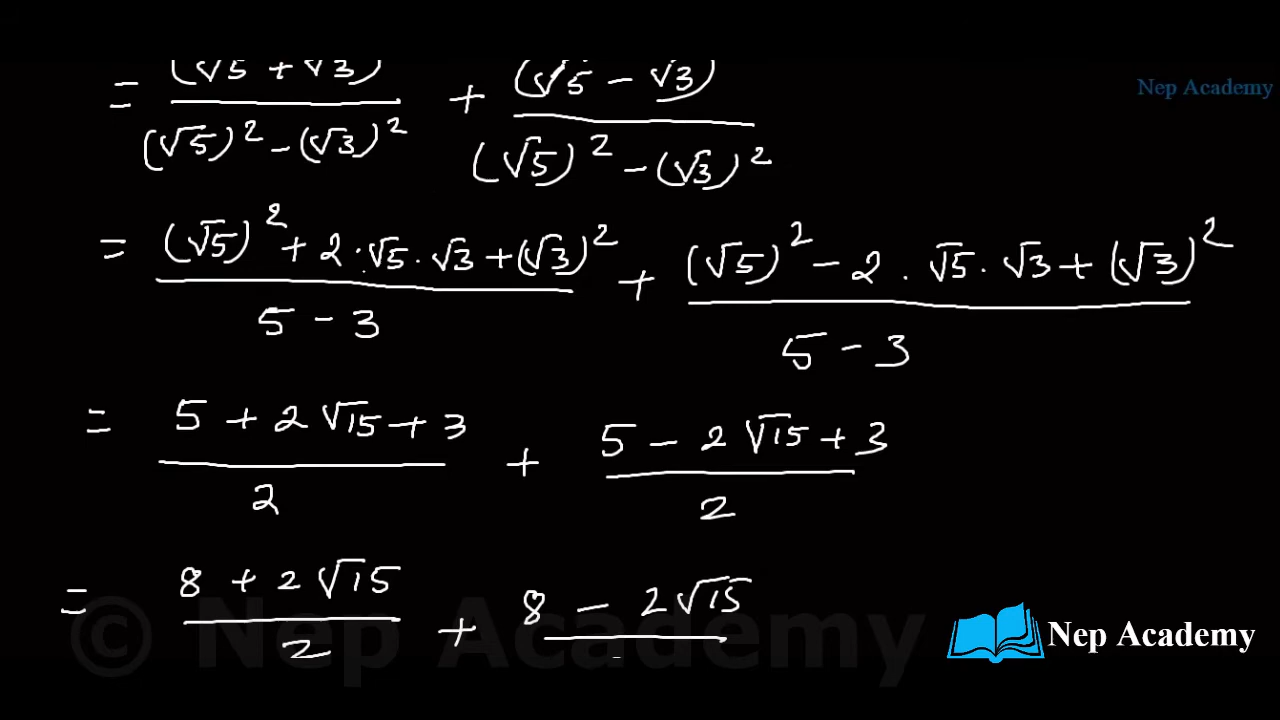 Nep Academy
= (√5 + √3) / (√5)² - (√3)² + (√5 - √3) / (√5)² - (√3)²
= (√5)² + 2 · √5 · √3 + (√3)² / 5 - 3 + (√5)² - 2 · √5 · √3 + (√3)² / 5 - 3
= 5 + 2√15 + 3 / 2 + 5 - 2√15 + 3 / 2
= 8 + 2√15 / 2 + 8 - 2√15
© Nep Academy
Nep Academy